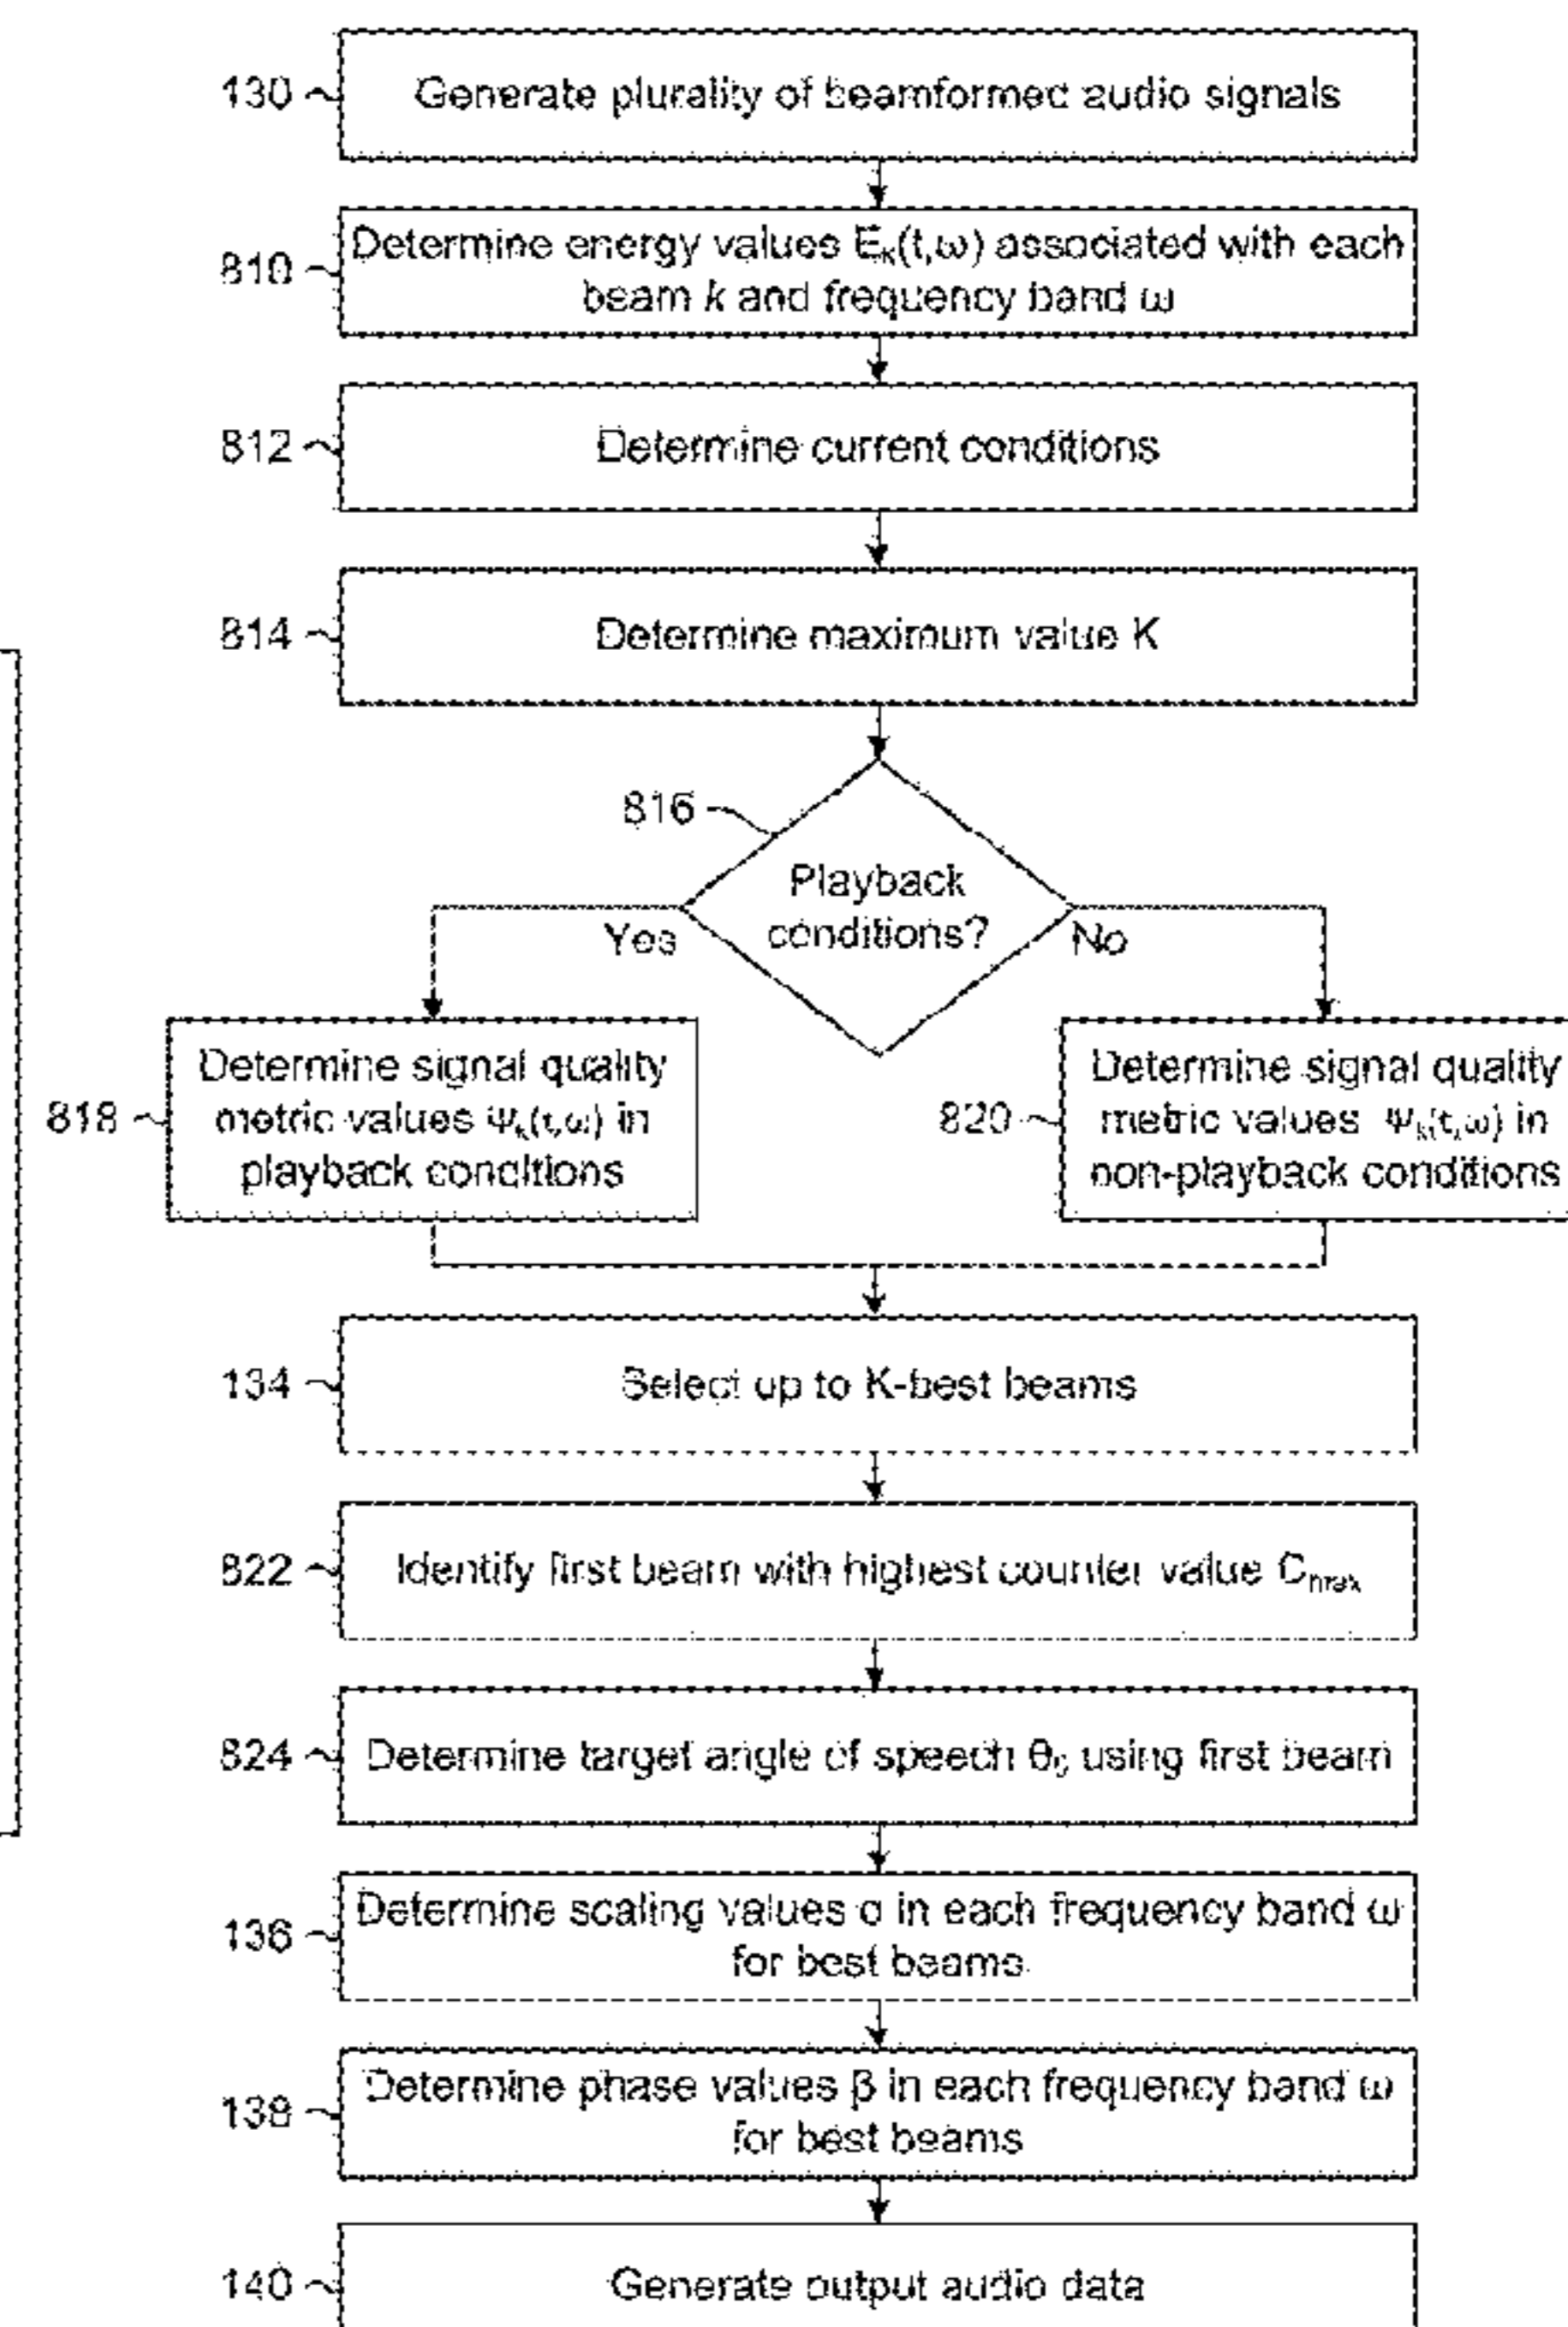 130
Generate plurality of beamformed audio signals
810
Determine energy values Eₖ(t,ω) associated with each
beam k and frequency band ω
812
Determine current conditions
814
Determine maximum value K
816
Playback
conditions?
Yes
No
818
Determine signal quality
metric values Ψₖ(t,ω) in
playback conditions
820
Determine signal quality
metric values Ψₖ(t,ω) in
non-playback conditions
134
Select up to K-best beams
822
Identify first beam with highest counter value Cmax
824
Determine target angle of speech θ₀ using first beam
136
Determine scaling values α in each frequency band ω
for best beams
138
Determine phase values β in each frequency band ω
for best beams
140
Generate output audio data